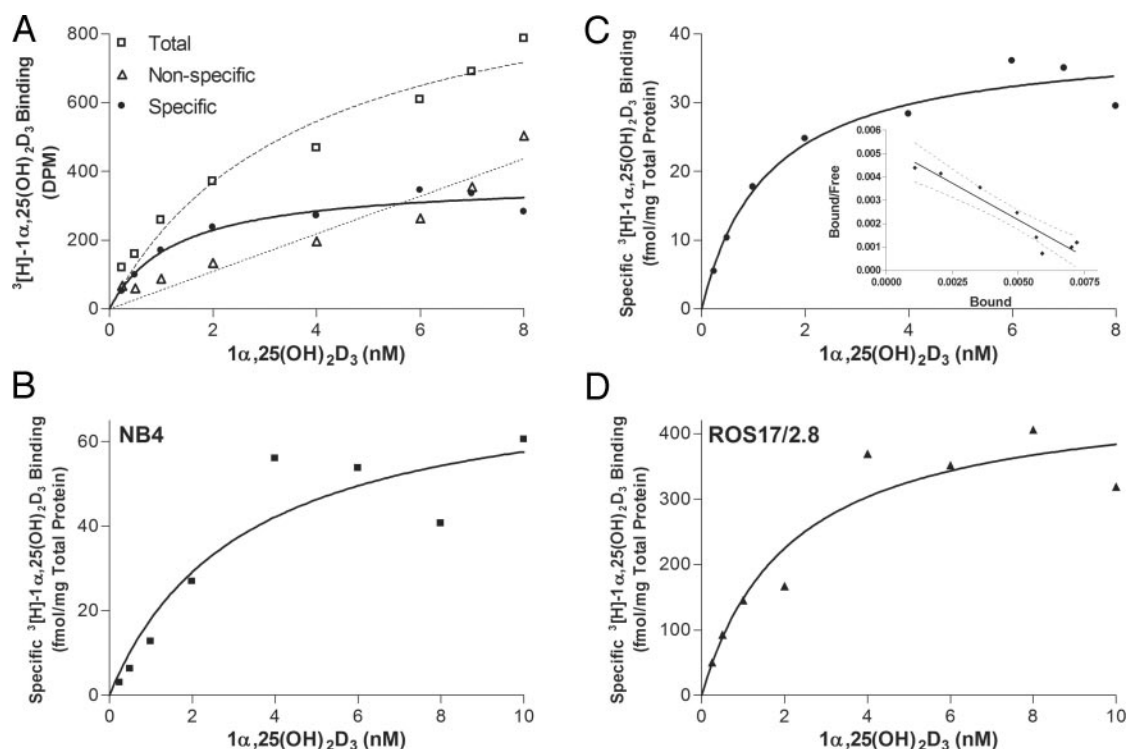 A
800
600
400
200
0
³[H]-1α,25(OH)₂D₃ Binding
(DPM)
Total
Non-specific
Specific
0 2 4 6 8
1α,25(OH)₂D₃ (nM)
C
40
30
20
10
0
Specific ³[H]-1α,25(OH)₂D₃ Binding
(fmol/mg Total Protein)
0.006
0.005
0.004
0.003
0.002
0.001
0.000
Bound/Free
0.0000 0.0025 0.0050 0.0075
Bound
0 2 4 6 8
1α,25(OH)₂D₃ (nM)
B
NB4
60
40
20
0
Specific ³[H]-1α,25(OH)₂D₃ Binding
(fmol/mg Total Protein)
0 2 4 6 8 10
1α,25(OH)₂D₃ (nM)
D
ROS17/2.8
400
300
200
100
0
Specific ³[H]-1α,25(OH)₂D₃ Binding
(fmol/mg Total Protein)
0 2 4 6 8 10
1α,25(OH)₂D₃ (nM)